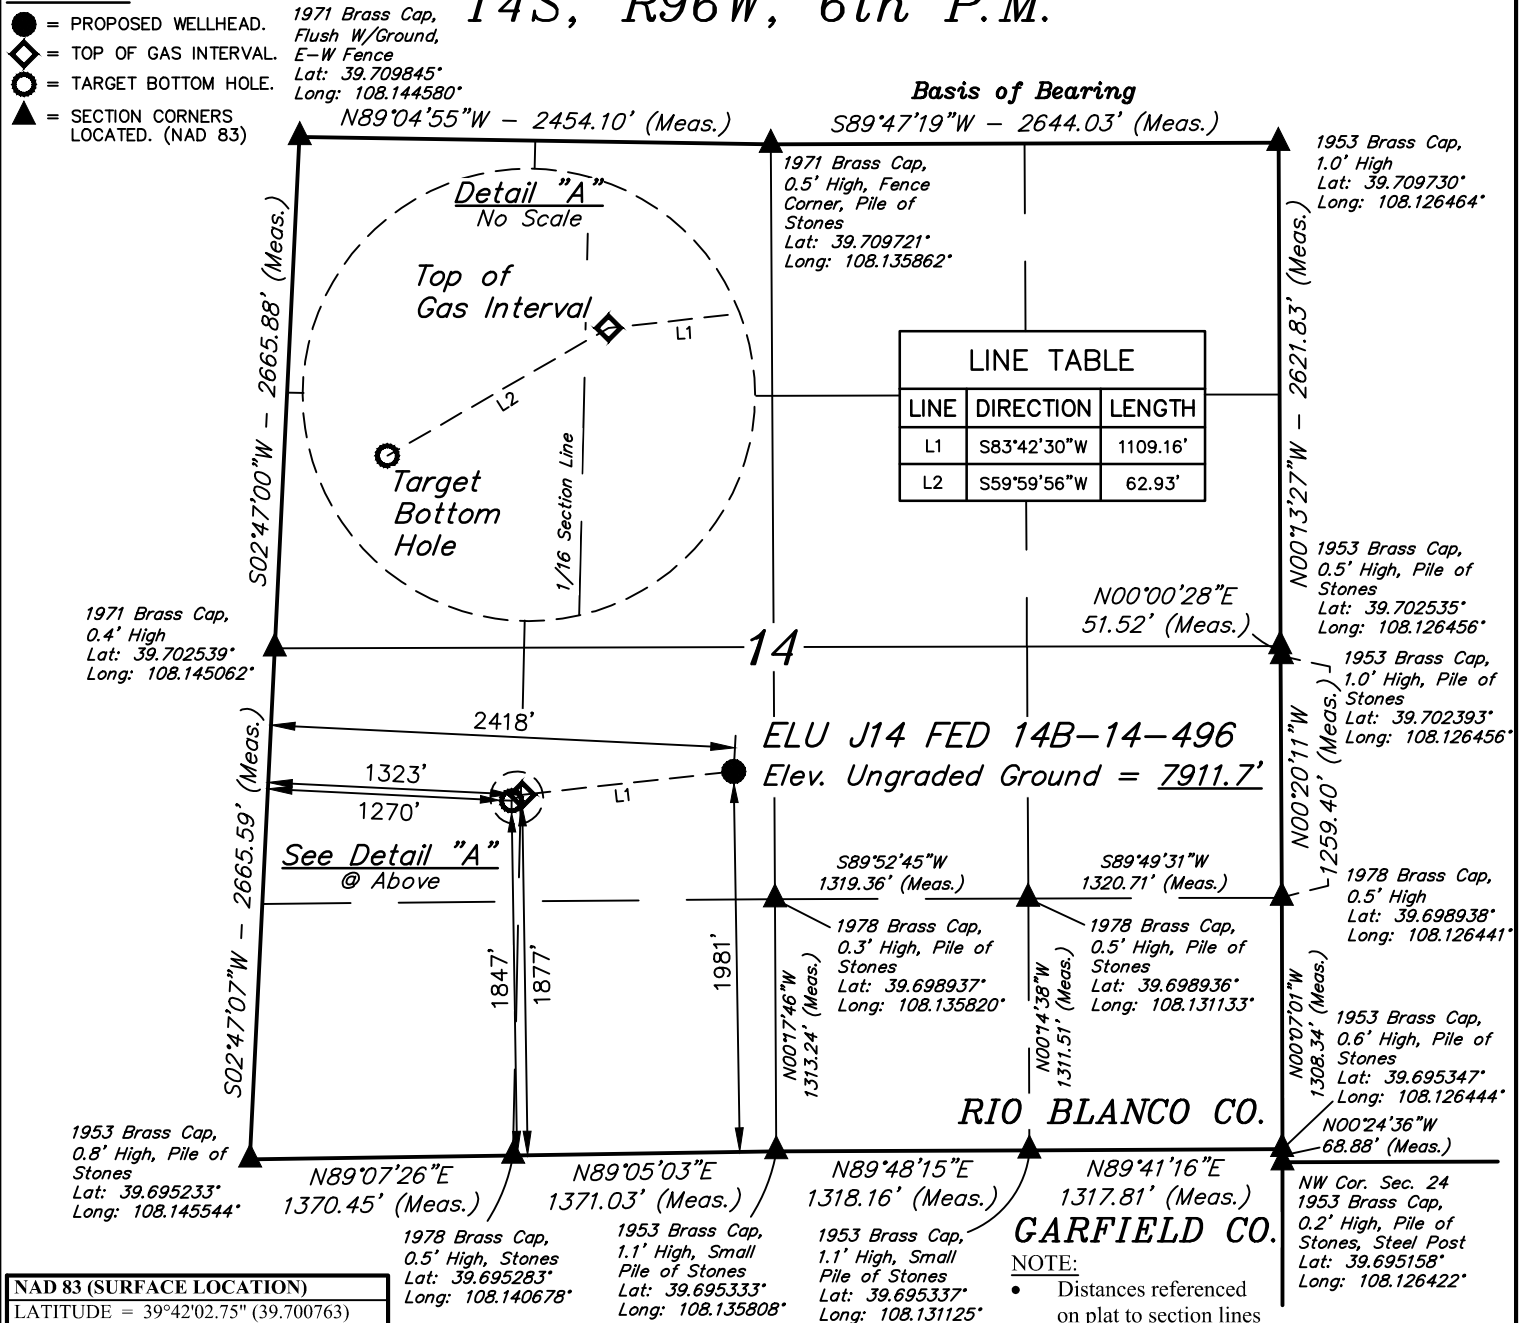 T4S, R96W, 6th P.M.
= PROPOSED WELLHEAD.
= TOP OF GAS INTERVAL.
= TARGET BOTTOM HOLE.
= SECTION CORNERS
LOCATED. (NAD 83)
1971 Brass Cap,
Flush W/Ground,
E-W Fence
Lat: 39.709845°
Long: 108.144580°
Basis of Bearing
N89°04'55"W - 2454.10' (Meas.)
S89°47'19"W - 2644.03' (Meas.)
1953 Brass Cap,
1.0' High
Lat: 39.709730°
Long: 108.126464°
1971 Brass Cap,
0.5' High, Fence
Corner, Pile of
Stones
Lat: 39.709721°
Long: 108.135862°
Detail "A"
No Scale
Top of
Gas Interval
L1
L2
Target
Bottom
Hole
1/16 Section Line
S02°47'00"W - 2665.88' (Meas.)
LINE TABLE
LINE DIRECTION LENGTH
L1 S83°42'30"W 1109.16'
L2 S59°59'56"W 62.93'
N00°13'27"W - 2621.83' (Meas.)
1953 Brass Cap,
0.5' High, Pile of
Stones
Lat: 39.702535°
Long: 108.126456°
N00°00'28"E
51.52' (Meas.)
1971 Brass Cap,
0.4' High
Lat: 39.702539°
Long: 108.145062°
14
1953 Brass Cap,
1.0' High, Pile of
Stones
Lat: 39.702393°
Long: 108.126456°
2418'
ELU J14 FED 14B-14-496
Elev. Ungraded Ground = 7911.7'
1323'
1270'
L1
See Detail "A"
@ Above
S02°47'07"W - 2665.59' (Meas.)
N00°20'11"W
1259.40' (Meas.)
S89°52'45"W
1319.36' (Meas.)
S89°49'31"W
1320.71' (Meas.)
1978 Brass Cap,
0.5' High
Lat: 39.698938°
Long: 108.126441°
1978 Brass Cap,
0.3' High, Pile of
Stones
Lat: 39.698937°
Long: 108.135820°
1978 Brass Cap,
0.5' High, Pile of
Stones
Lat: 39.698936°
Long: 108.131133°
1847'
1877'
1981'
N00°17'46"W
1313.24' (Meas.)
N00°14'38"W
1311.51' (Meas.)
N00°07'01"W
1308.34' (Meas.)
1953 Brass Cap,
0.6' High, Pile of
Stones
Lat: 39.695347°
Long: 108.126444°
RIO BLANCO CO.
N00°24'36"W
68.88' (Meas.)
1953 Brass Cap,
0.8' High, Pile of
Stones
Lat: 39.695233°
Long: 108.145544°
N89°07'26"E
1370.45' (Meas.)
N89°05'03"E
1371.03' (Meas.)
N89°48'15"E
1318.16' (Meas.)
N89°41'16"E
1317.81' (Meas.)
NW Cor. Sec. 24
1953 Brass Cap,
0.2' High, Pile of
Stones, Steel Post
Lat: 39.695158°
Long: 108.126422°
GARFIELD CO.
1978 Brass Cap,
0.5' High, Stones
Lat: 39.695283°
Long: 108.140678°
1953 Brass Cap,
1.1' High, Small
Pile of Stones
Lat: 39.695333°
Long: 108.135808°
1953 Brass Cap,
1.1' High, Small
Pile of Stones
Lat: 39.695337°
Long: 108.131125°
NOTE:
• Distances referenced
on plat to section lines
NAD 83 (SURFACE LOCATION)
LATITUDE = 39°42'02.75" (39.700763)